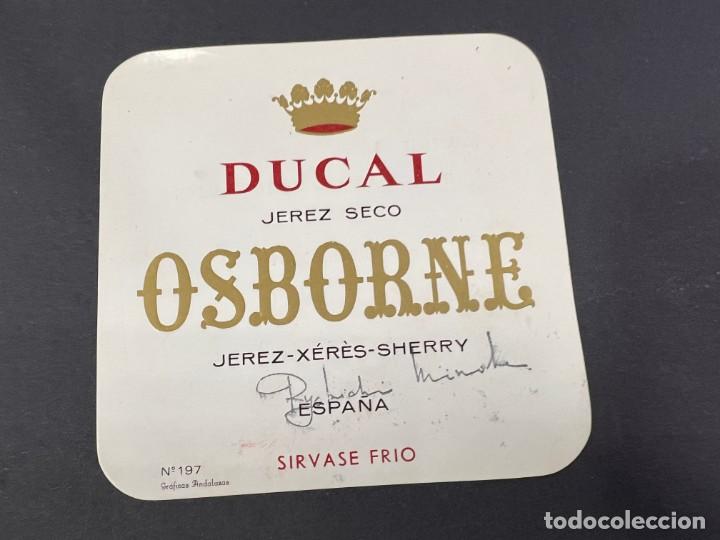 DUCAL
JEREZ SECO
OSBORNE
JEREZ-XÉRÈS-SHERRY
ESPAÑA
SIRVASE FRIO
Nº 197
Gráficas Andaluzas
todocoleccion